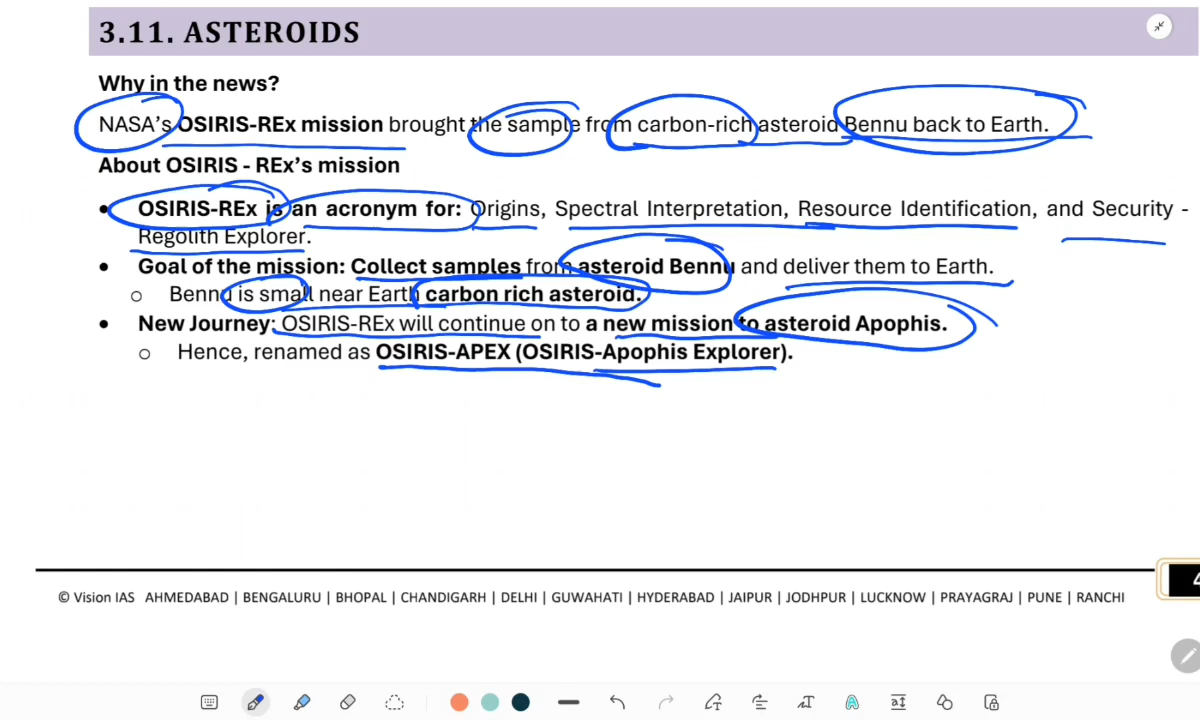 3.11. ASTEROIDS
Why in the news?
NASA's OSIRIS-REx mission brought the sample from carbon-rich asteroid Bennu back to Earth.
About OSIRIS - REx's mission
• OSIRIS-REx is an acronym for: Origins, Spectral Interpretation, Resource Identification, and Security -
Regolith Explorer.
• Goal of the mission: Collect samples from asteroid Bennu and deliver them to Earth.
o Bennu is small near Earth carbon rich asteroid.
• New Journey: OSIRIS-REx will continue on to a new mission to asteroid Apophis.
o Hence, renamed as OSIRIS-APEX (OSIRIS-Apophis Explorer).
4
© Vision IAS AHMEDABAD | BENGALURU | BHOPAL | CHANDIGARH | DELHI | GUWAHATI | HYDERABAD | JAIPUR | JODHPUR | LUCKNOW | PRAYAGRAJ | PUNE | RANCHI